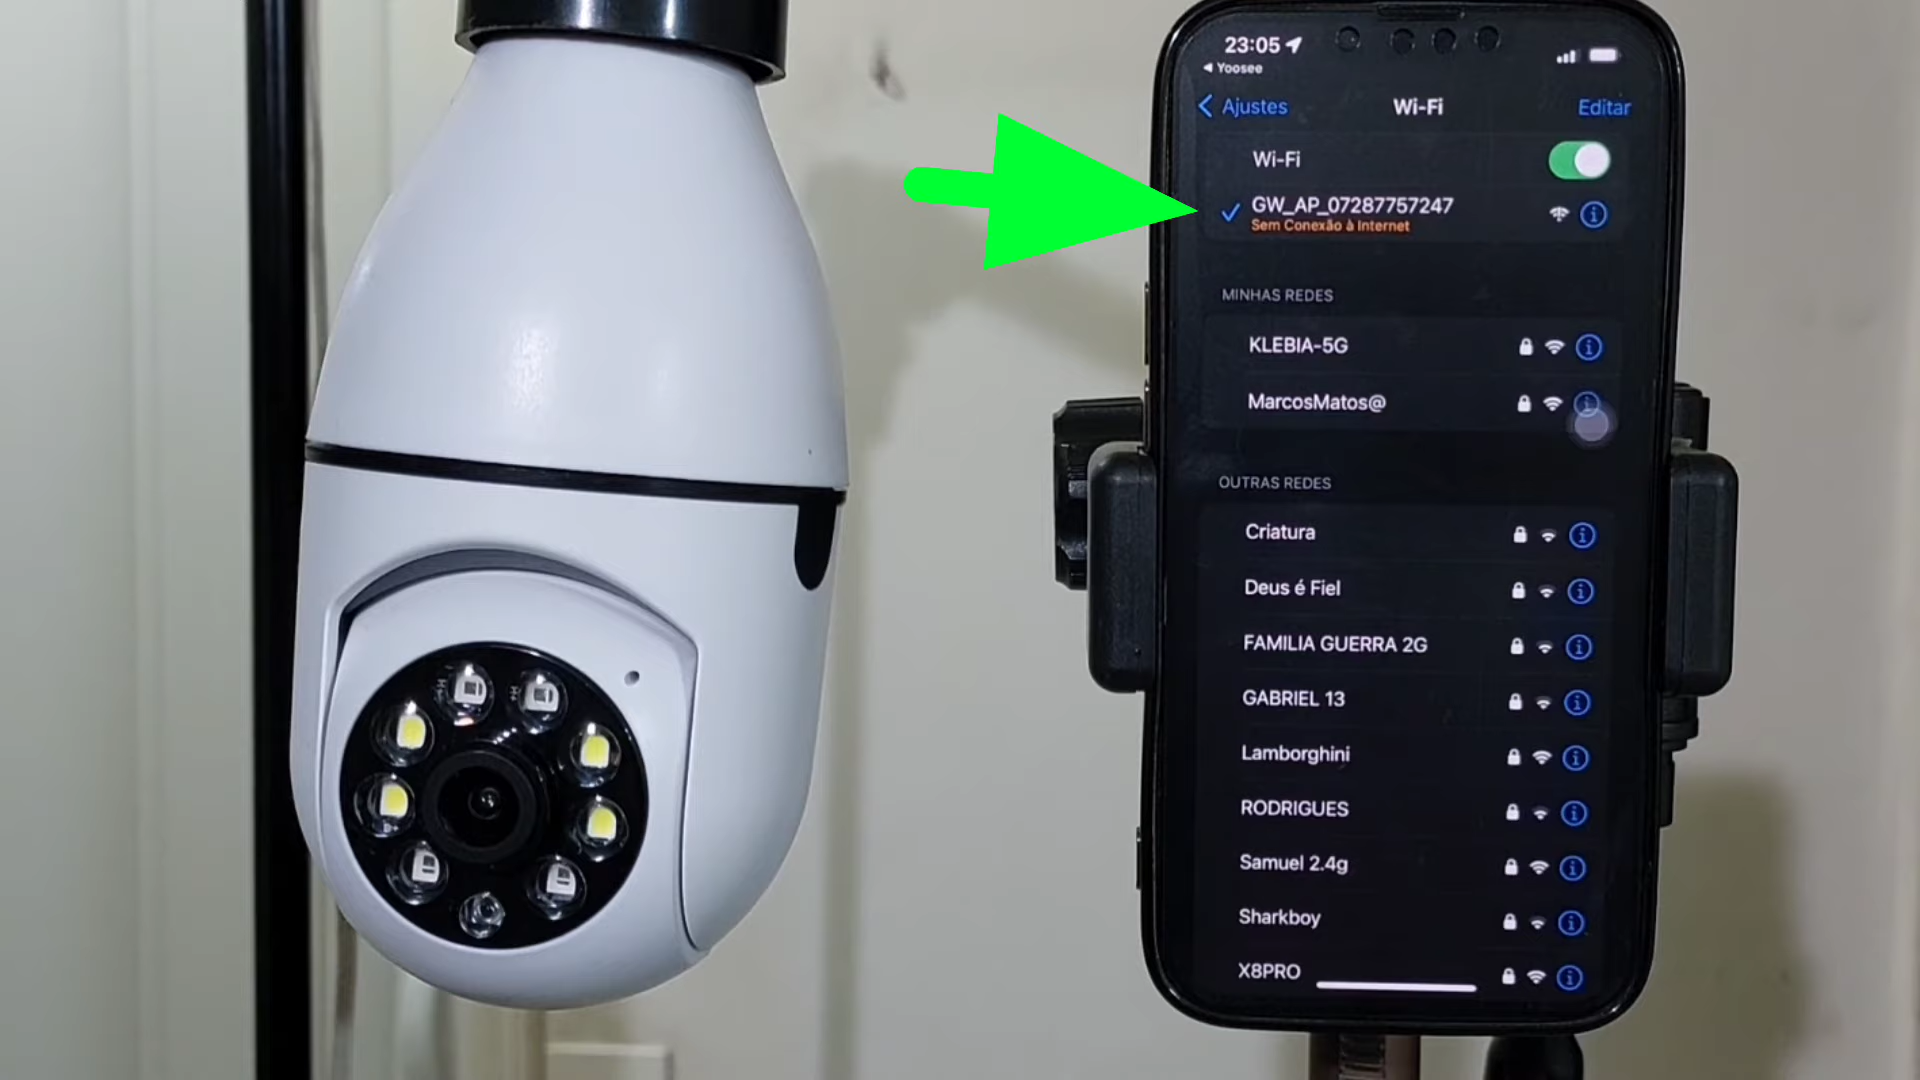 23:05
Yoosee
Ajustes
Wi-Fi
Editar
Wi-Fi
GW_AP_07287757247
Sem Conexão à Internet
MINHAS REDES
KLEBIA-5G
MarcosMatos@
OUTRAS REDES
Criatura
Deus é Fiel
FAMILIA GUERRA 2G
GABRIEL 13
Lamborghini
RODRIGUES
Samuel 2.4g
Sharkboy
X8PRO